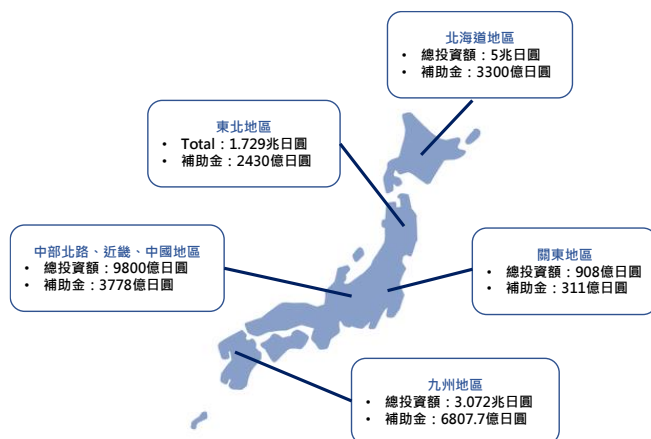 北海道地區
• 總投資額：5兆日圓
• 補助金：3300億日圓
東北地區
• Total：1.729兆日圓
• 補助金：2430億日圓
中部北路、近畿、中國地區
• 總投資額：9800億日圓
• 補助金：3778億日圓
關東地區
• 總投資額：908億日圓
• 補助金：311億日圓
九州地區
• 總投資額：3.072兆日圓
• 補助金：6807.7億日圓